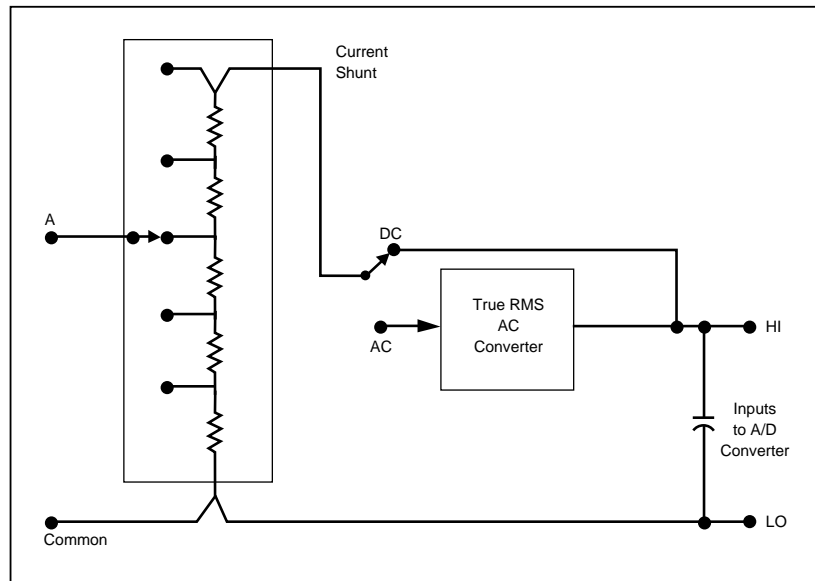 Current
Shunt
A
DC
True RMS
AC
Converter
AC
HI
Inputs
to A/D
Converter
LO
Common